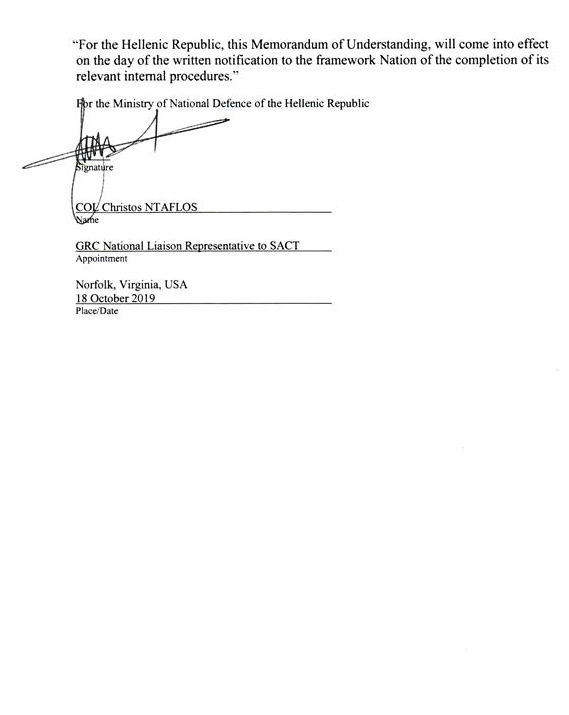 “For the Hellenic Republic, this Memorandum of Understanding, will come into effect
on the day of the written notification to the framework Nation of the completion of its
relevant internal procedures.”
For the Ministry of National Defence of the Hellenic Republic
Signature
COL Christos NTAFLOS
Name
GRC National Liaison Representative to SACT
Appointment
Norfolk, Virginia, USA
18 October 2019
Place/Date